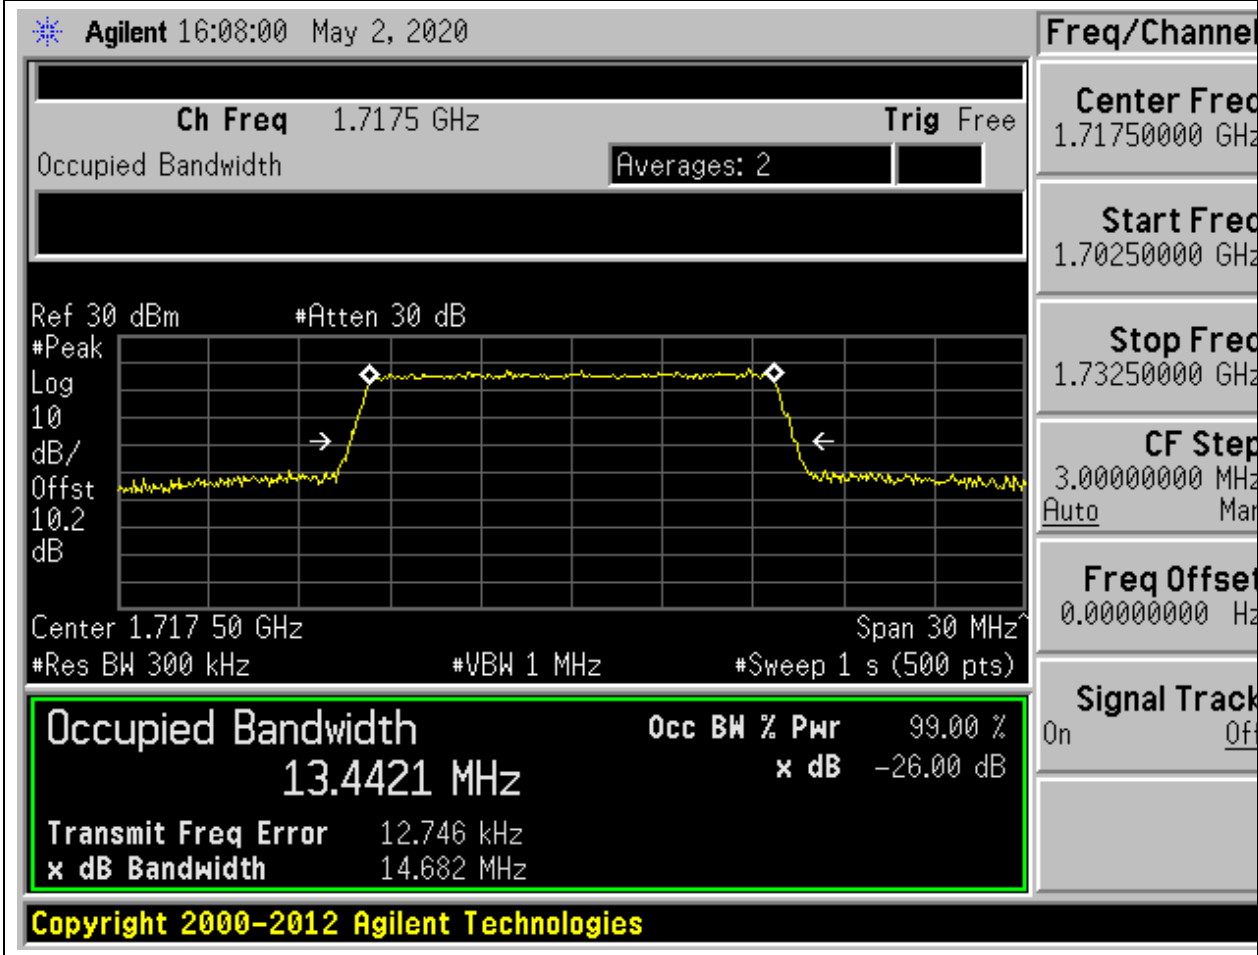 Agilent 16:08:00 May 2, 2020
Freq/Channel
Ch Freq 1.7175 GHz Trig Free
Occupied Bandwidth Averages: 2
Center Freq
1.71750000 GHz
Start Freq
1.70250000 GHz
Stop Freq
1.73250000 GHz
CF Step
3.00000000 MHz
Auto Man
Freq Offset
0.00000000 Hz
Signal Track
On Off
Ref 30 dBm #Atten 30 dB
#Peak
Log
10
dB/
Offst
10.2
dB
Center 1.717 50 GHz Span 30 MHz^
#Res BW 300 kHz #VBW 1 MHz #Sweep 1 s (500 pts)
Occupied Bandwidth Occ BW % Pwr 99.00 %
13.4421 MHz x dB -26.00 dB
Transmit Freq Error 12.746 kHz
x dB Bandwidth 14.682 MHz
Copyright 2000-2012 Agilent Technologies